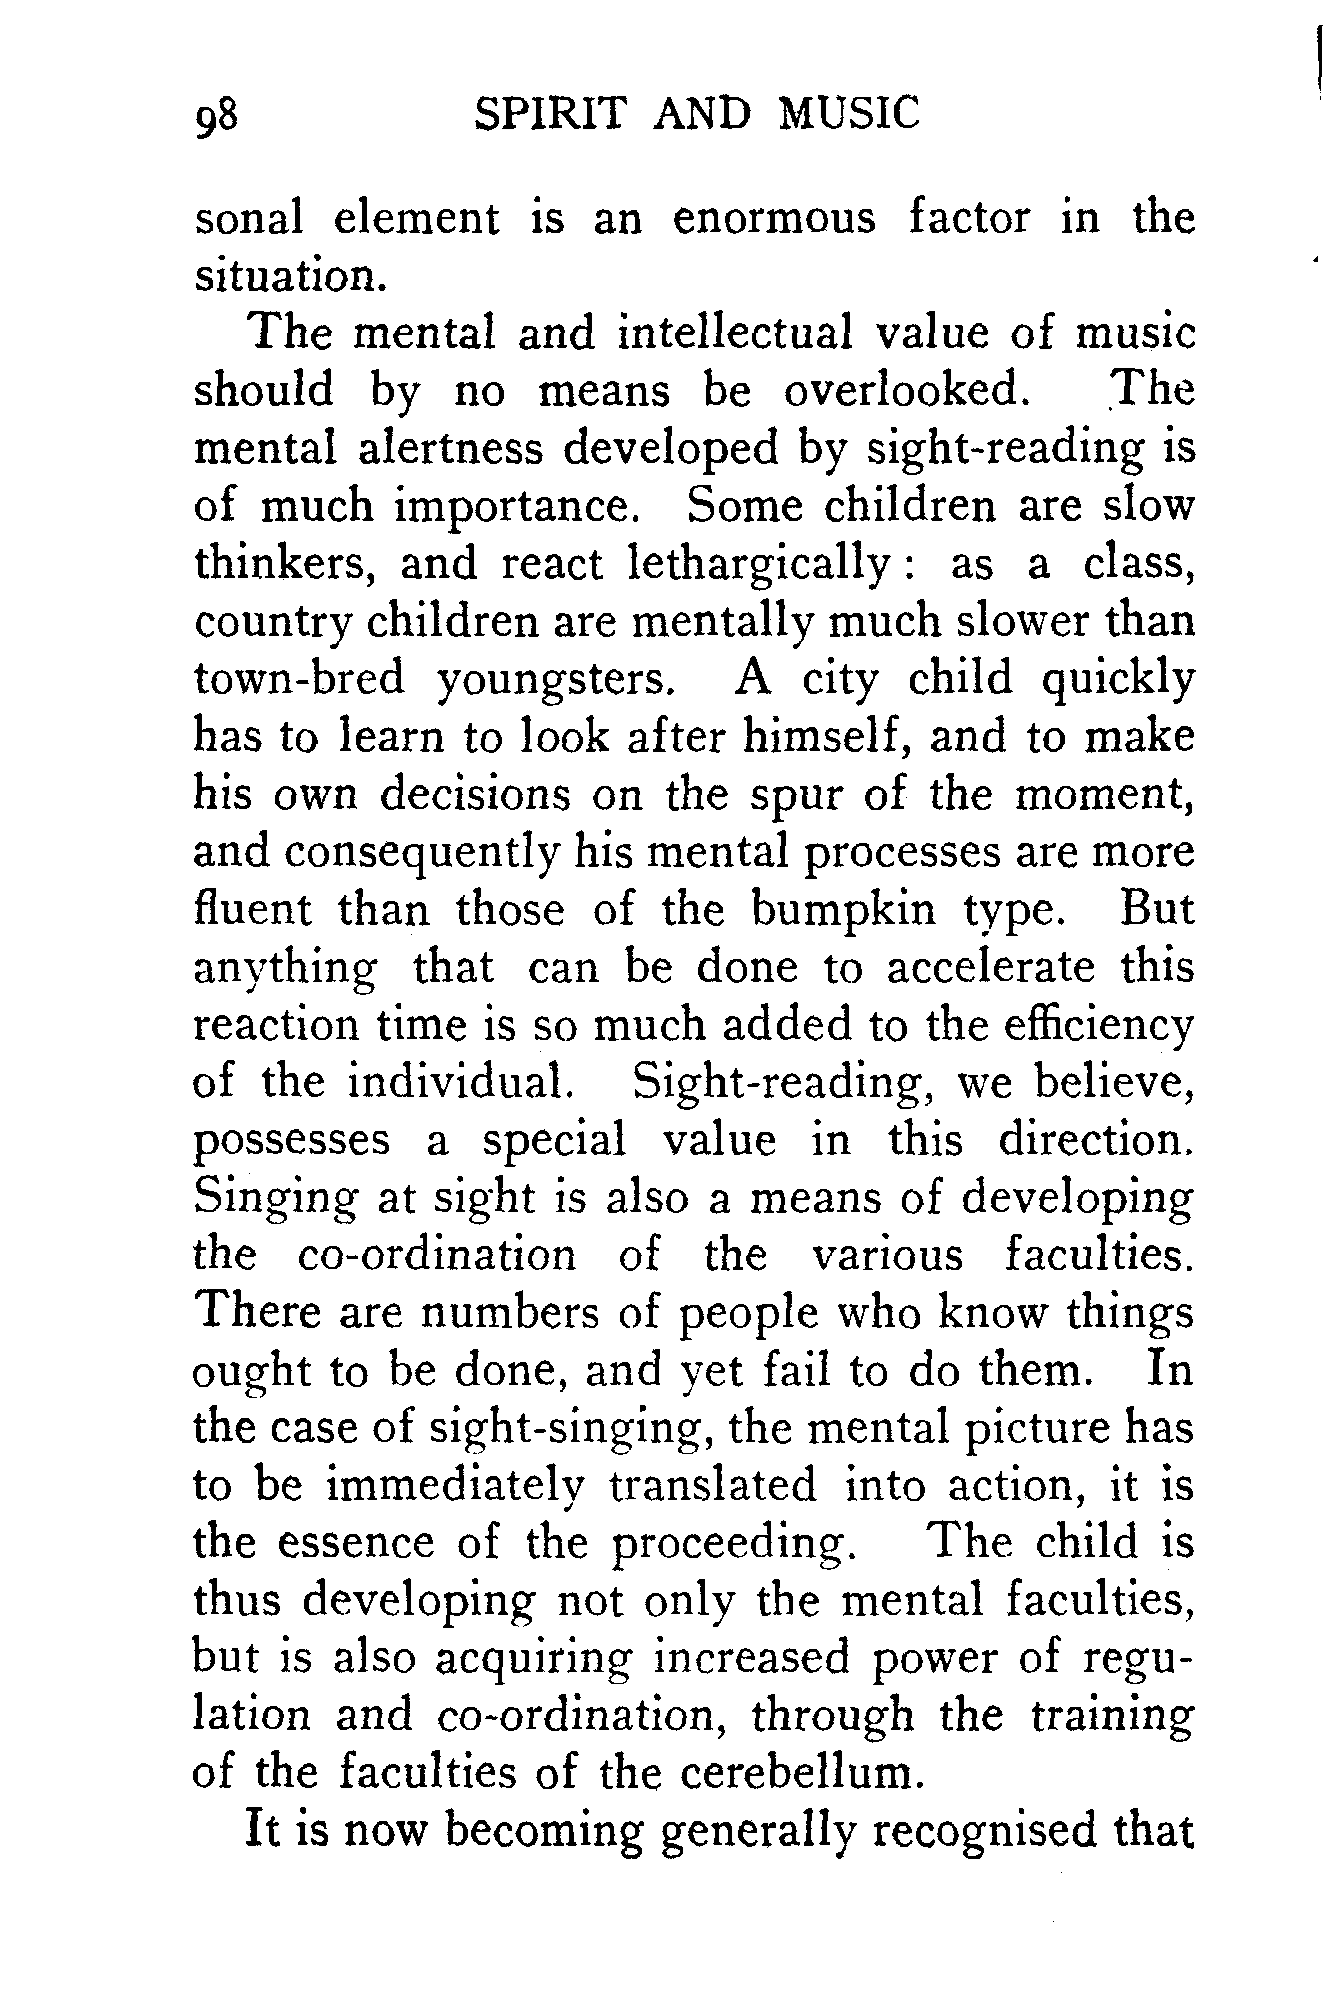 98 SPIRIT AND MUSIC
sonal element is an enormous factor in the
situation.
The mental and intellectual value of music
should by no means be overlooked. The
mental alertness developed by sight-reading is
of much importance. Some children are slow
thinkers, and react lethargically : as a class,
country children are mentally much slower than
town-bred youngsters. A city child quickly
has to learn to look after himself, and to make
his own decisions on the spur of the moment,
and consequently his mental processes are more
fluent than those of the bumpkin type. But
anything that can be done to accelerate this
reaction time is so much added to the efficiency
of the individual. Sight-reading, we believe,
possesses a special value in this direction.
Singing at sight is also a means of developing
the co-ordination of the various faculties.
There are numbers of people who know things
ought to be done, and yet fail to do them. In
the case of sight-singing, the mental picture has
to be immediately translated into action, it is
the essence of the proceeding. The child is
thus developing not only the mental faculties,
but is also acquiring increased power of regu-
lation and co-ordination, through the training
of the faculties of the cerebellum.
It is now becoming generally recognised that